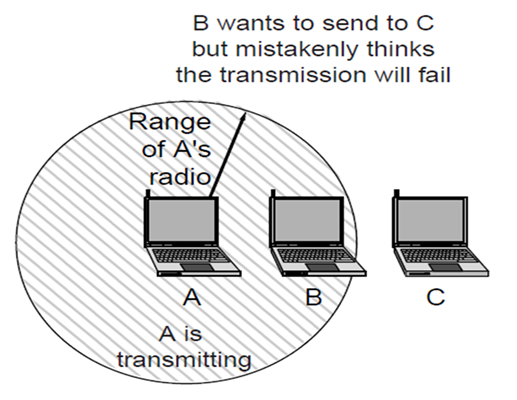 B wants to send to C
but mistakenly thinks
the transmission will fail
Range
of A's
radio
A
B
C
A is
transmitting